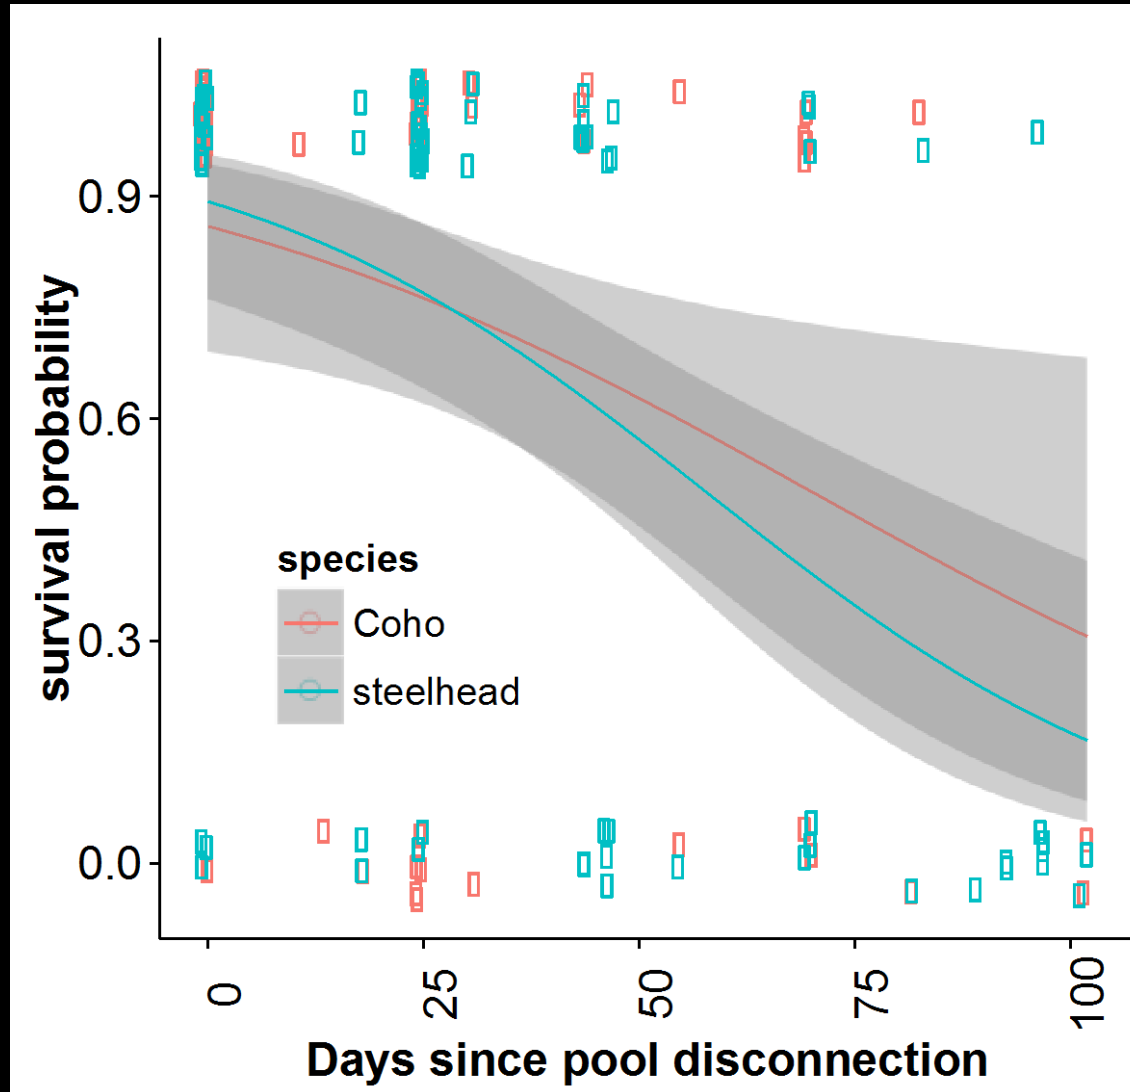 survival probability
0.9
0.6
0.3
0.0
species
Coho
steelhead
0
25
50
75
100
Days since pool disconnection